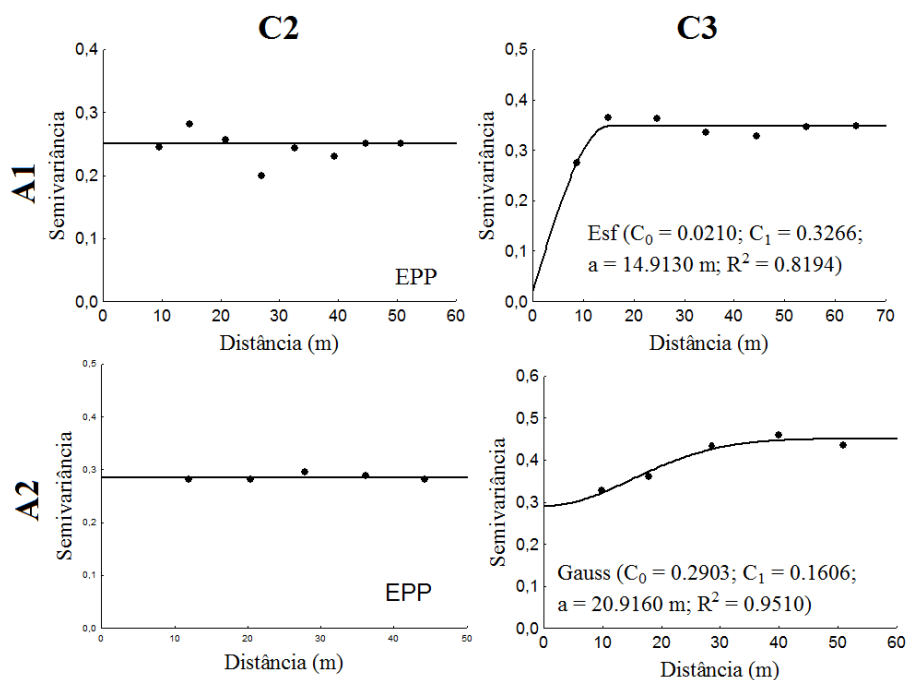 C2
C3
A1
Semivariância
0,4
0,3
0,2
0,1
0,0
EPP
0 10 20 30 40 50 60
Distância (m)
Semivariância
0,5
0,4
0,3
0,2
0,1
0,0
Esf (C0 = 0.0210; C1 = 0.3266;
a = 14.9130 m; R2 = 0.8194)
0 10 20 30 40 50 60 70
Distância (m)
A2
Semivariância
0,5
0,4
0,3
0,2
0,1
0,0
EPP
0 10 20 30 40 50
Distância (m)
Semivariância
0,6
0,5
0,4
0,3
0,2
0,1
0,0
Gauss (C0 = 0.2903; C1 = 0.1606;
a = 20.9160 m; R2 = 0.9510)
0 10 20 30 40 50 60
Distância (m)